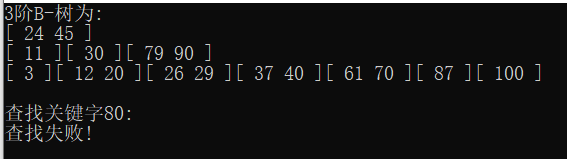 3阶B-树为:
[ 24 45 ]
[ 11 ][ 30 ][ 79 90 ]
[ 3 ][ 12 20 ][ 26 29 ][ 37 40 ][ 61 70 ][ 87 ][ 100 ]
查找关键字80:
查找失败!